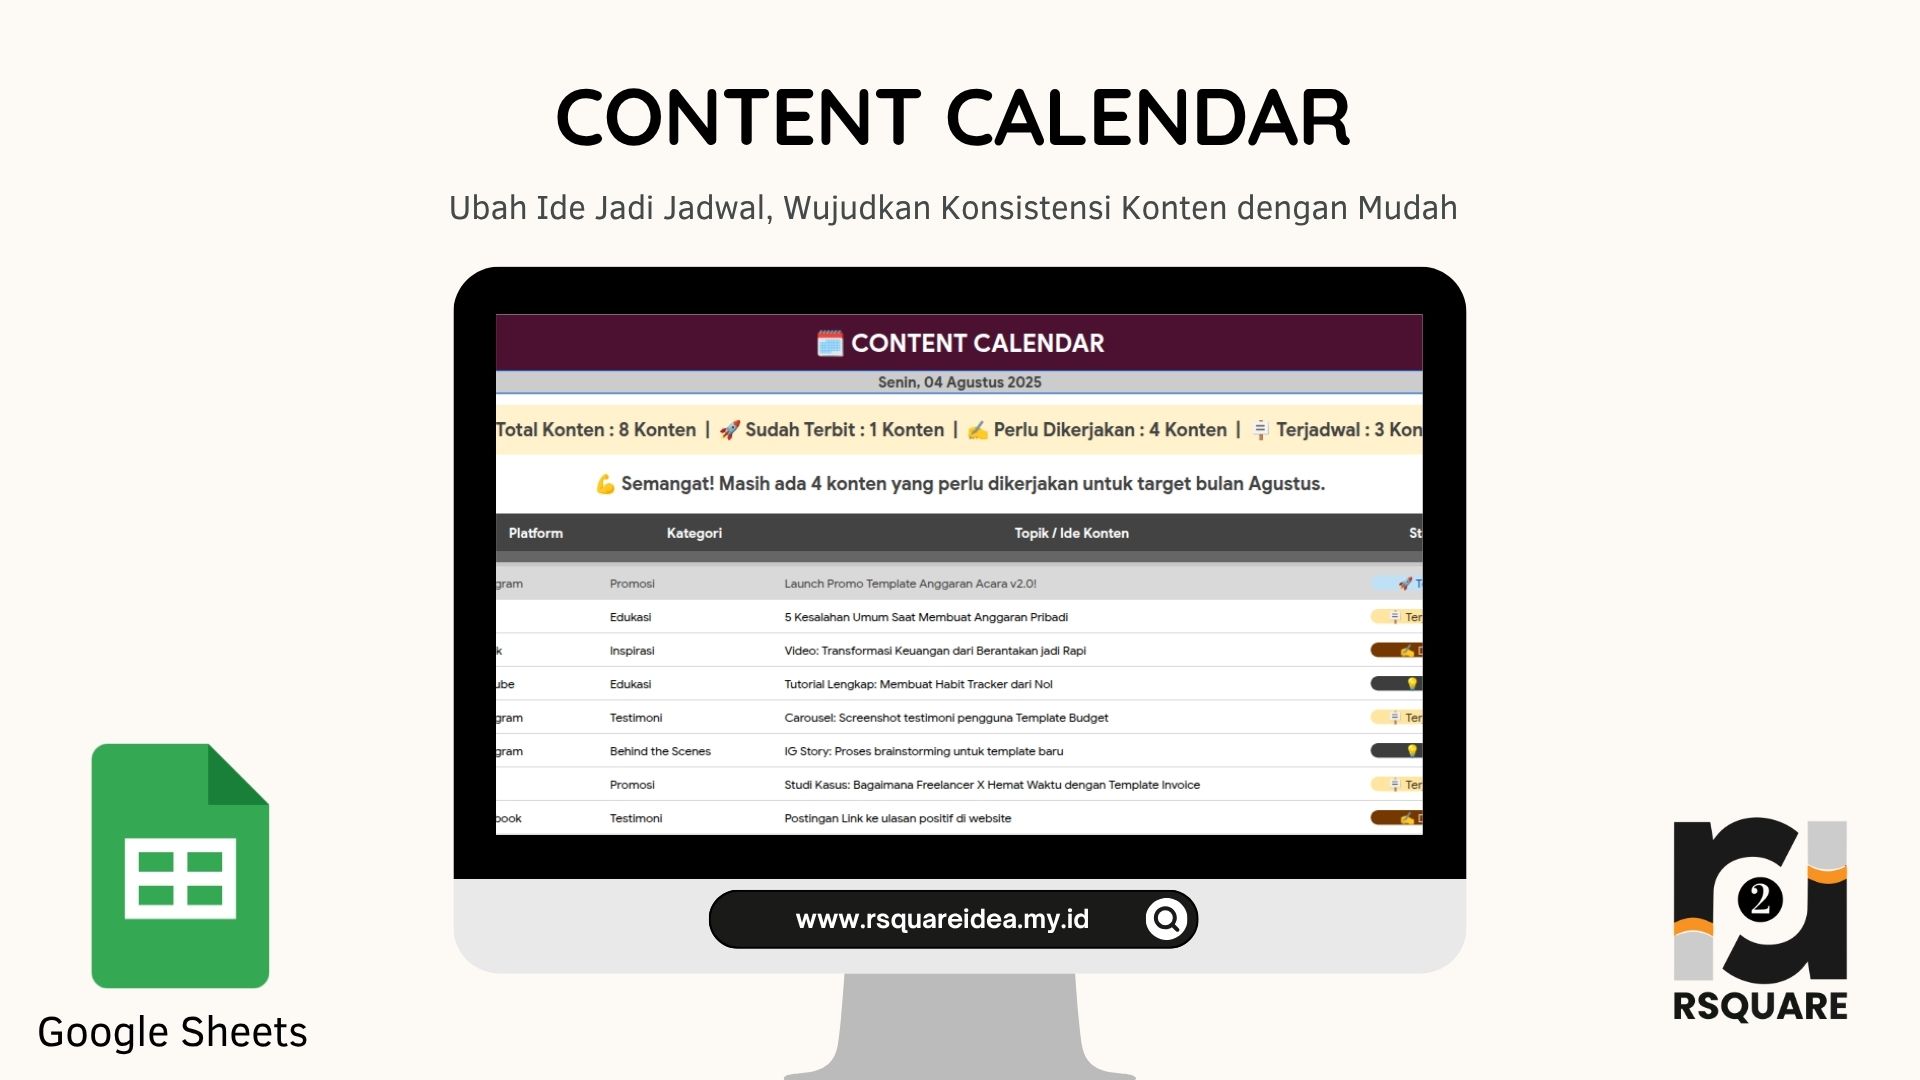 CONTENT CALENDAR
Ubah Ide Jadi Jadwal, Wujudkan Konsistensi Konten dengan Mudah
🗓️ CONTENT CALENDAR
Senin, 04 Agustus 2025
Total Konten : 8 Konten | 🚀 Sudah Terbit : 1 Konten | ✍️ Perlu Dikerjakan : 4 Konten | 🪧 Terjadwal : 3 Kon
💪 Semangat! Masih ada 4 konten yang perlu dikerjakan untuk target bulan Agustus.
Platform Kategori Topik / Ide Konten St
gram Promosi Launch Promo Template Anggaran Acara v2.0! 🚀 T
Edukasi 5 Kesalahan Umum Saat Membuat Anggaran Pribadi 🪧 Ter
k Inspirasi Video: Transformasi Keuangan dari Berantakan jadi Rapi ✍️
ube Edukasi Tutorial Lengkap: Membuat Habit Tracker dari Nol 💡
gram Testimoni Carousel: Screenshot testimoni pengguna Template Budget 🪧 Ter
gram Behind the Scenes IG Story: Proses brainstorming untuk template baru 💡
Promosi Studi Kasus: Bagaimana Freelancer X Hemat Waktu dengan Template Invoice 🪧 Ter
book Testimoni Postingan Link ke ulasan positif di website ✍️
www.rsquareidea.my.id
Google Sheets
2
RSQUARE